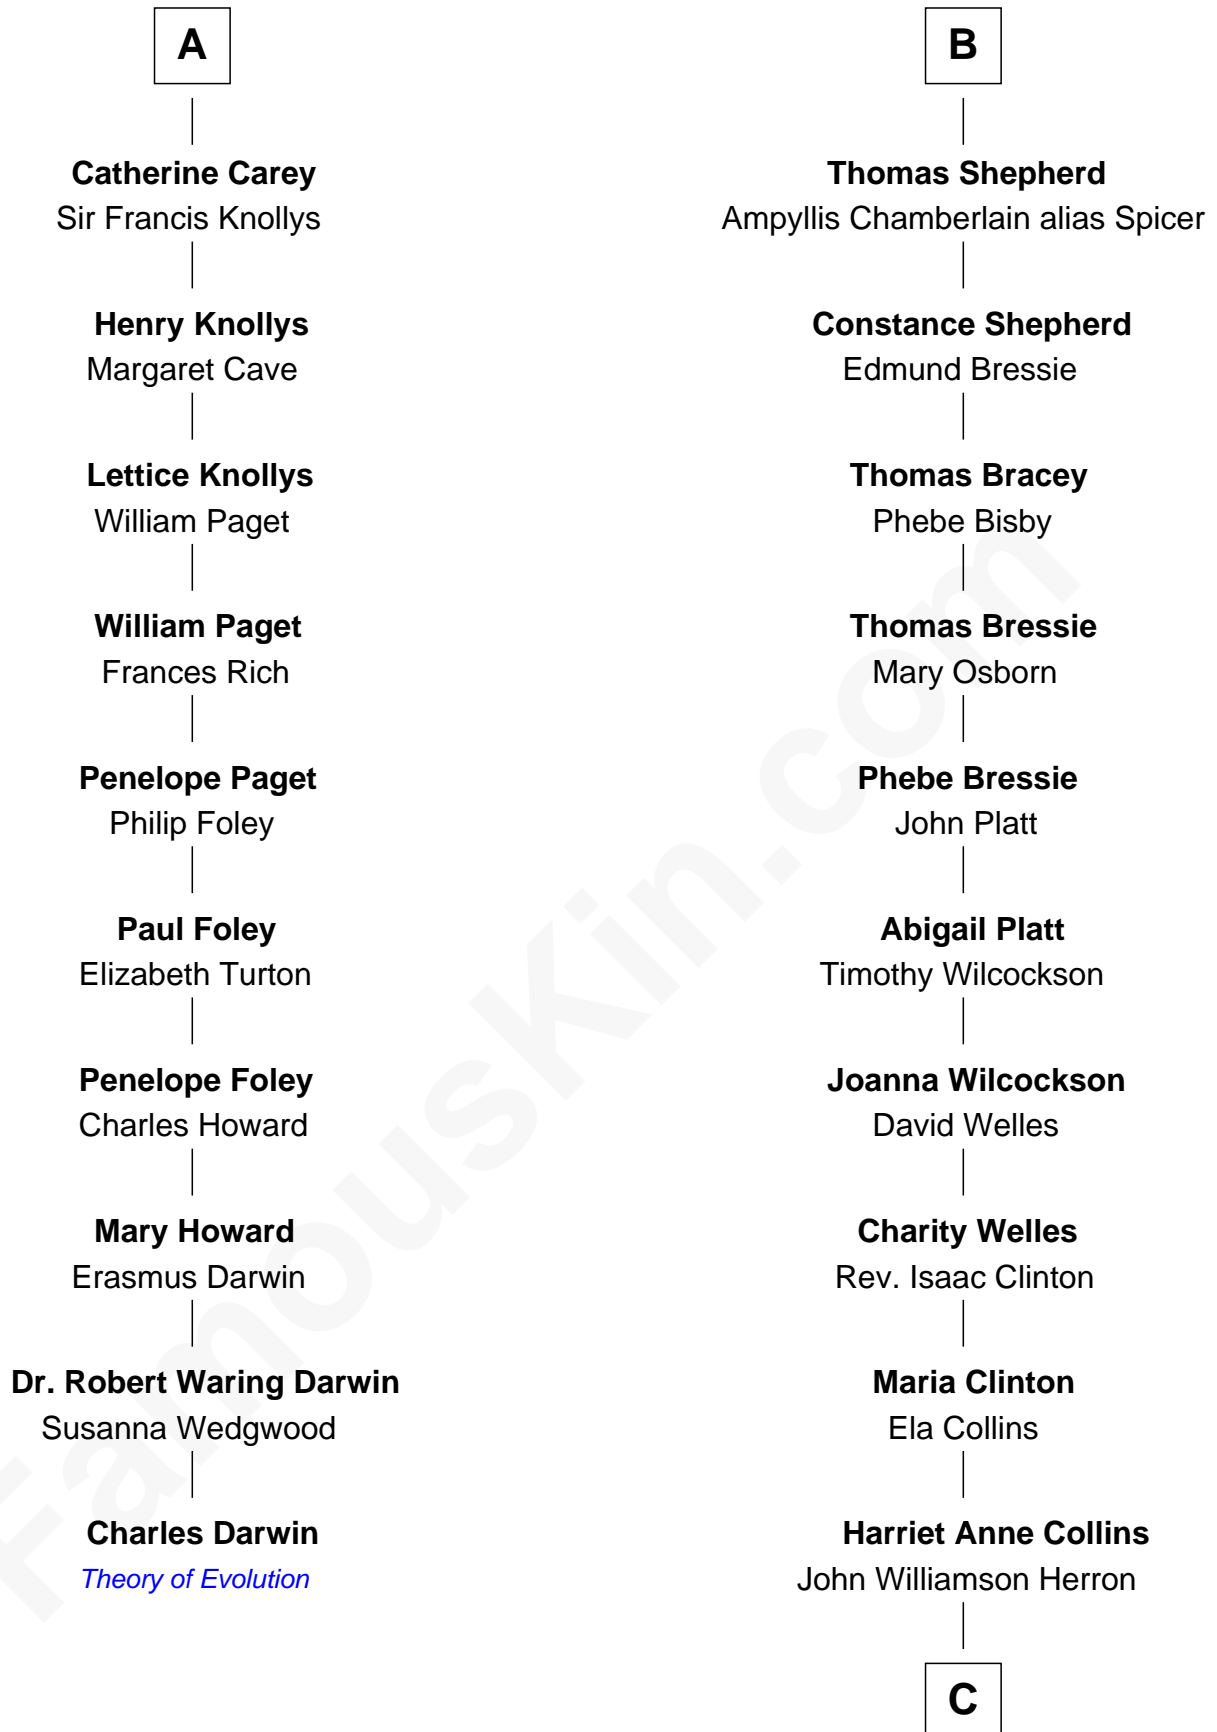 A
Catherine Carey
Sir Francis Knollys
Henry Knollys
Margaret Cave
Lettice Knollys
William Paget
William Paget
Frances Rich
Penelope Paget
Philip Foley
Paul Foley
Elizabeth Turton
Penelope Foley
Charles Howard
Mary Howard
Erasmus Darwin
Dr. Robert Waring Darwin
Susanna Wedgwood
Charles Darwin
Theory of Evolution
B
Thomas Shepherd
Ampyllis Chamberlain alias Spicer
Constance Shepherd
Edmund Bressie
Thomas Bracey
Phebe Bisby
Thomas Bressie
Mary Osborn
Phebe Bressie
John Platt
Abigail Platt
Timothy Wilcockson
Joanna Wilcockson
David Welles
Charity Welles
Rev. Isaac Clinton
Maria Clinton
Ela Collins
Harriet Anne Collins
John Williamson Herron
C
FamousKin.com